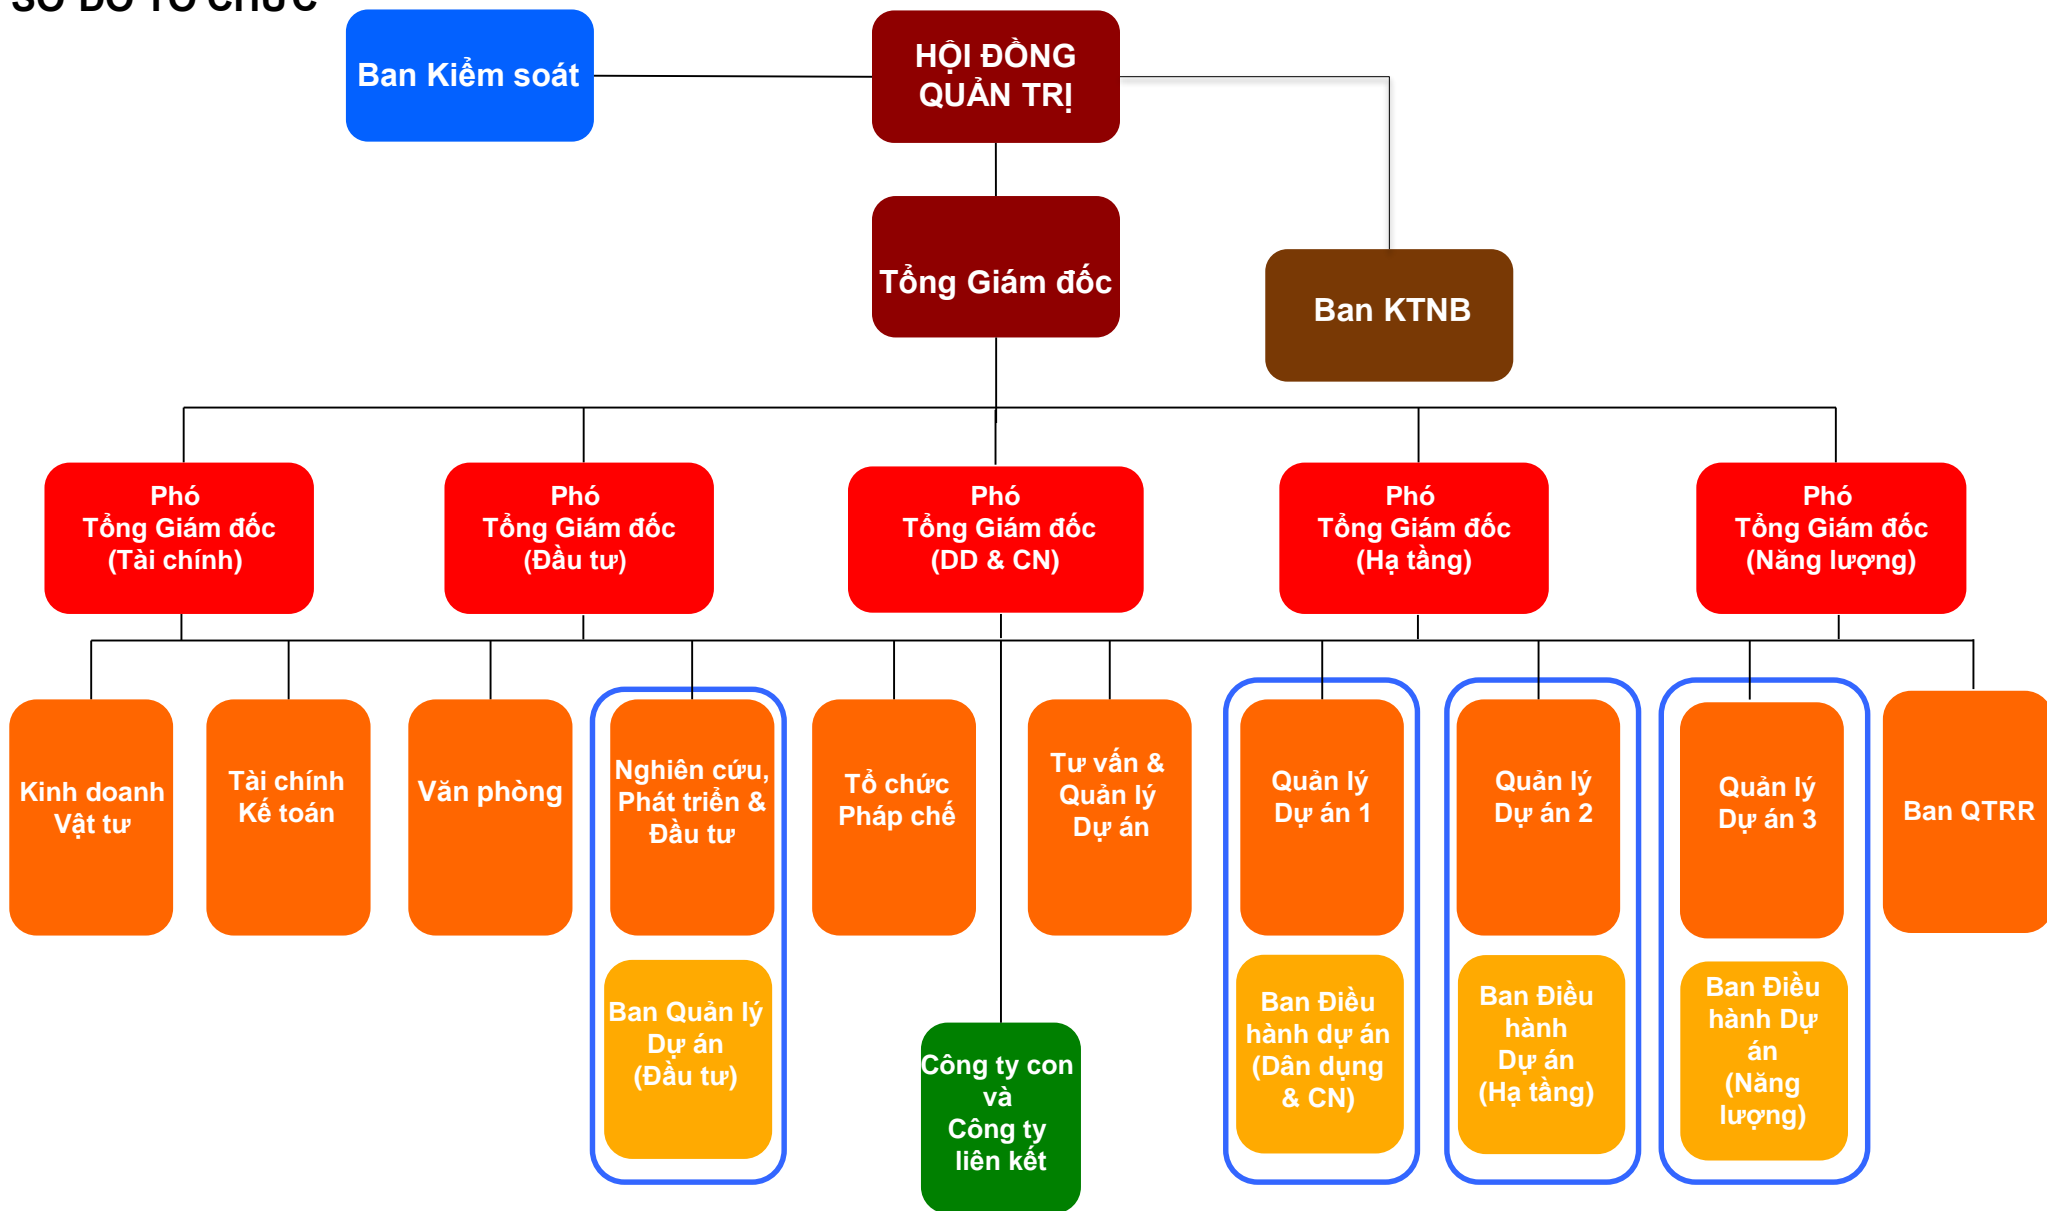 SƠ ĐỒ TỔ CHỨC
Ban Kiểm soát
HỘI ĐỒNG
QUẢN TRỊ
Tổng Giám đốc
Ban KTNB
Phó
Tổng Giám đốc
(Tài chính)
Phó
Tổng Giám đốc
(Đầu tư)
Phó
Tổng Giám đốc
(DD & CN)
Phó
Tổng Giám đốc
(Hạ tầng)
Phó
Tổng Giám đốc
(Năng lượng)
Kinh doanh
Vật tư
Tài chính
Kế toán
Văn phòng
Nghiên cứu,
Phát triển &
Đầu tư
Tổ chức
Pháp chế
Tư vấn &
Quản lý
Dự án
Quản lý
Dự án 1
Quản lý
Dự án 2
Quản lý
Dự án 3
Ban QTRR
Ban Quản lý
Dự án
(Đầu tư)
Công ty con
và
Công ty
liên kết
Ban Điều
hành dự án
(Dân dụng
& CN)
Ban Điều
hành
Dự án
(Hạ tầng)
Ban Điều
hành Dự
án
(Năng
lượng)